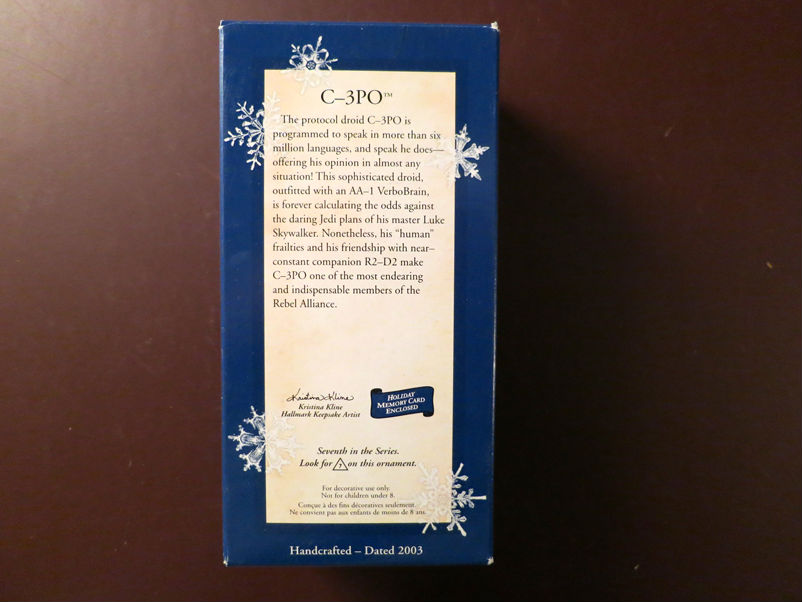 C–3PO™
The protocol droid C–3PO is
programmed to speak in more than six
million languages, and speak he does—
offering his opinion in almost any
situation! This sophisticated droid,
outfitted with an AA–1 VerboBrain,
is forever calculating the odds against
the daring Jedi plans of his master Luke
Skywalker. Nonetheless, his “human”
frailties and his friendship with near–
constant companion R2–D2 make
C–3PO one of the most endearing
and indispensable members of the
Rebel Alliance.
Kristina Kline
Kristina Kline
Hallmark Keepsake Artist
HOLIDAY
MEMORY CARD
ENCLOSED
Seventh in the Series.
Look for 7 on this ornament.
For decorative use only.
Not for children under 8.
Conçue à des fins décoratives seulement.
Ne convient pas aux enfants de moins de 8 ans.
Handcrafted – Dated 2003